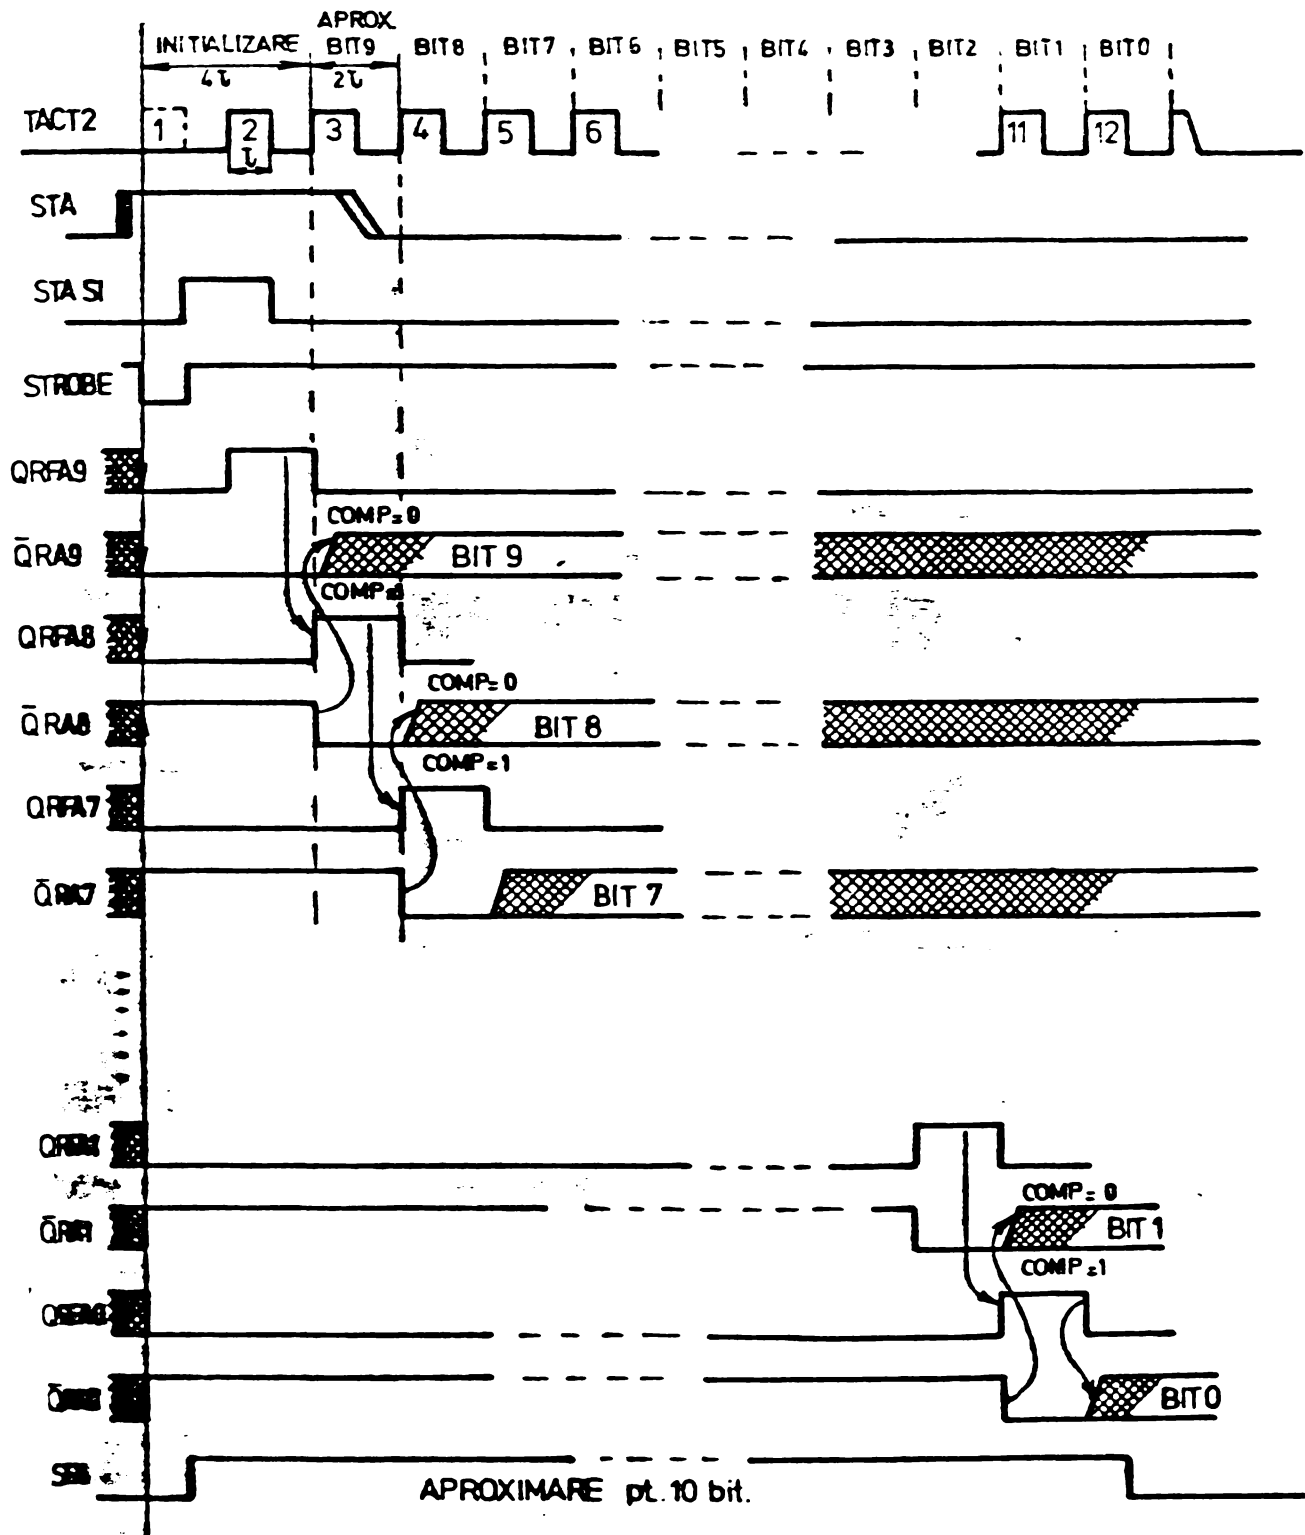 APROX.
INITIALIZARE BIT9 BIT8 BIT7 BIT6 BIT5 BIT4 BIT3 BIT2 BIT1 BIT0
4τ 2τ
TACT2 1 2 3 4 5 6 11 12
τ
STA
STA SI
STROBE
QRFA9
COMP=0
Q̄RA9 BIT 9
COMP=1
QRFA8
COMP=0
Q̄RA8 BIT 8
COMP=1
QRFA7
Q̄RA7 BIT 7
COMP=0
Q̄RA1 BIT 1
COMP=1
BIT0
APROXIMARE pt. 10 bit.